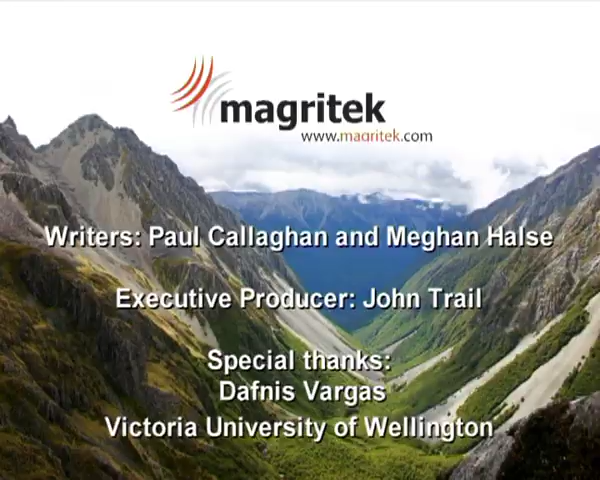 magritek
www.magritek.com
Writers: Paul Callaghan and Meghan Halse
Executive Producer: John Trail
Special thanks:
Dafnis Vargas
Victoria University of Wellington